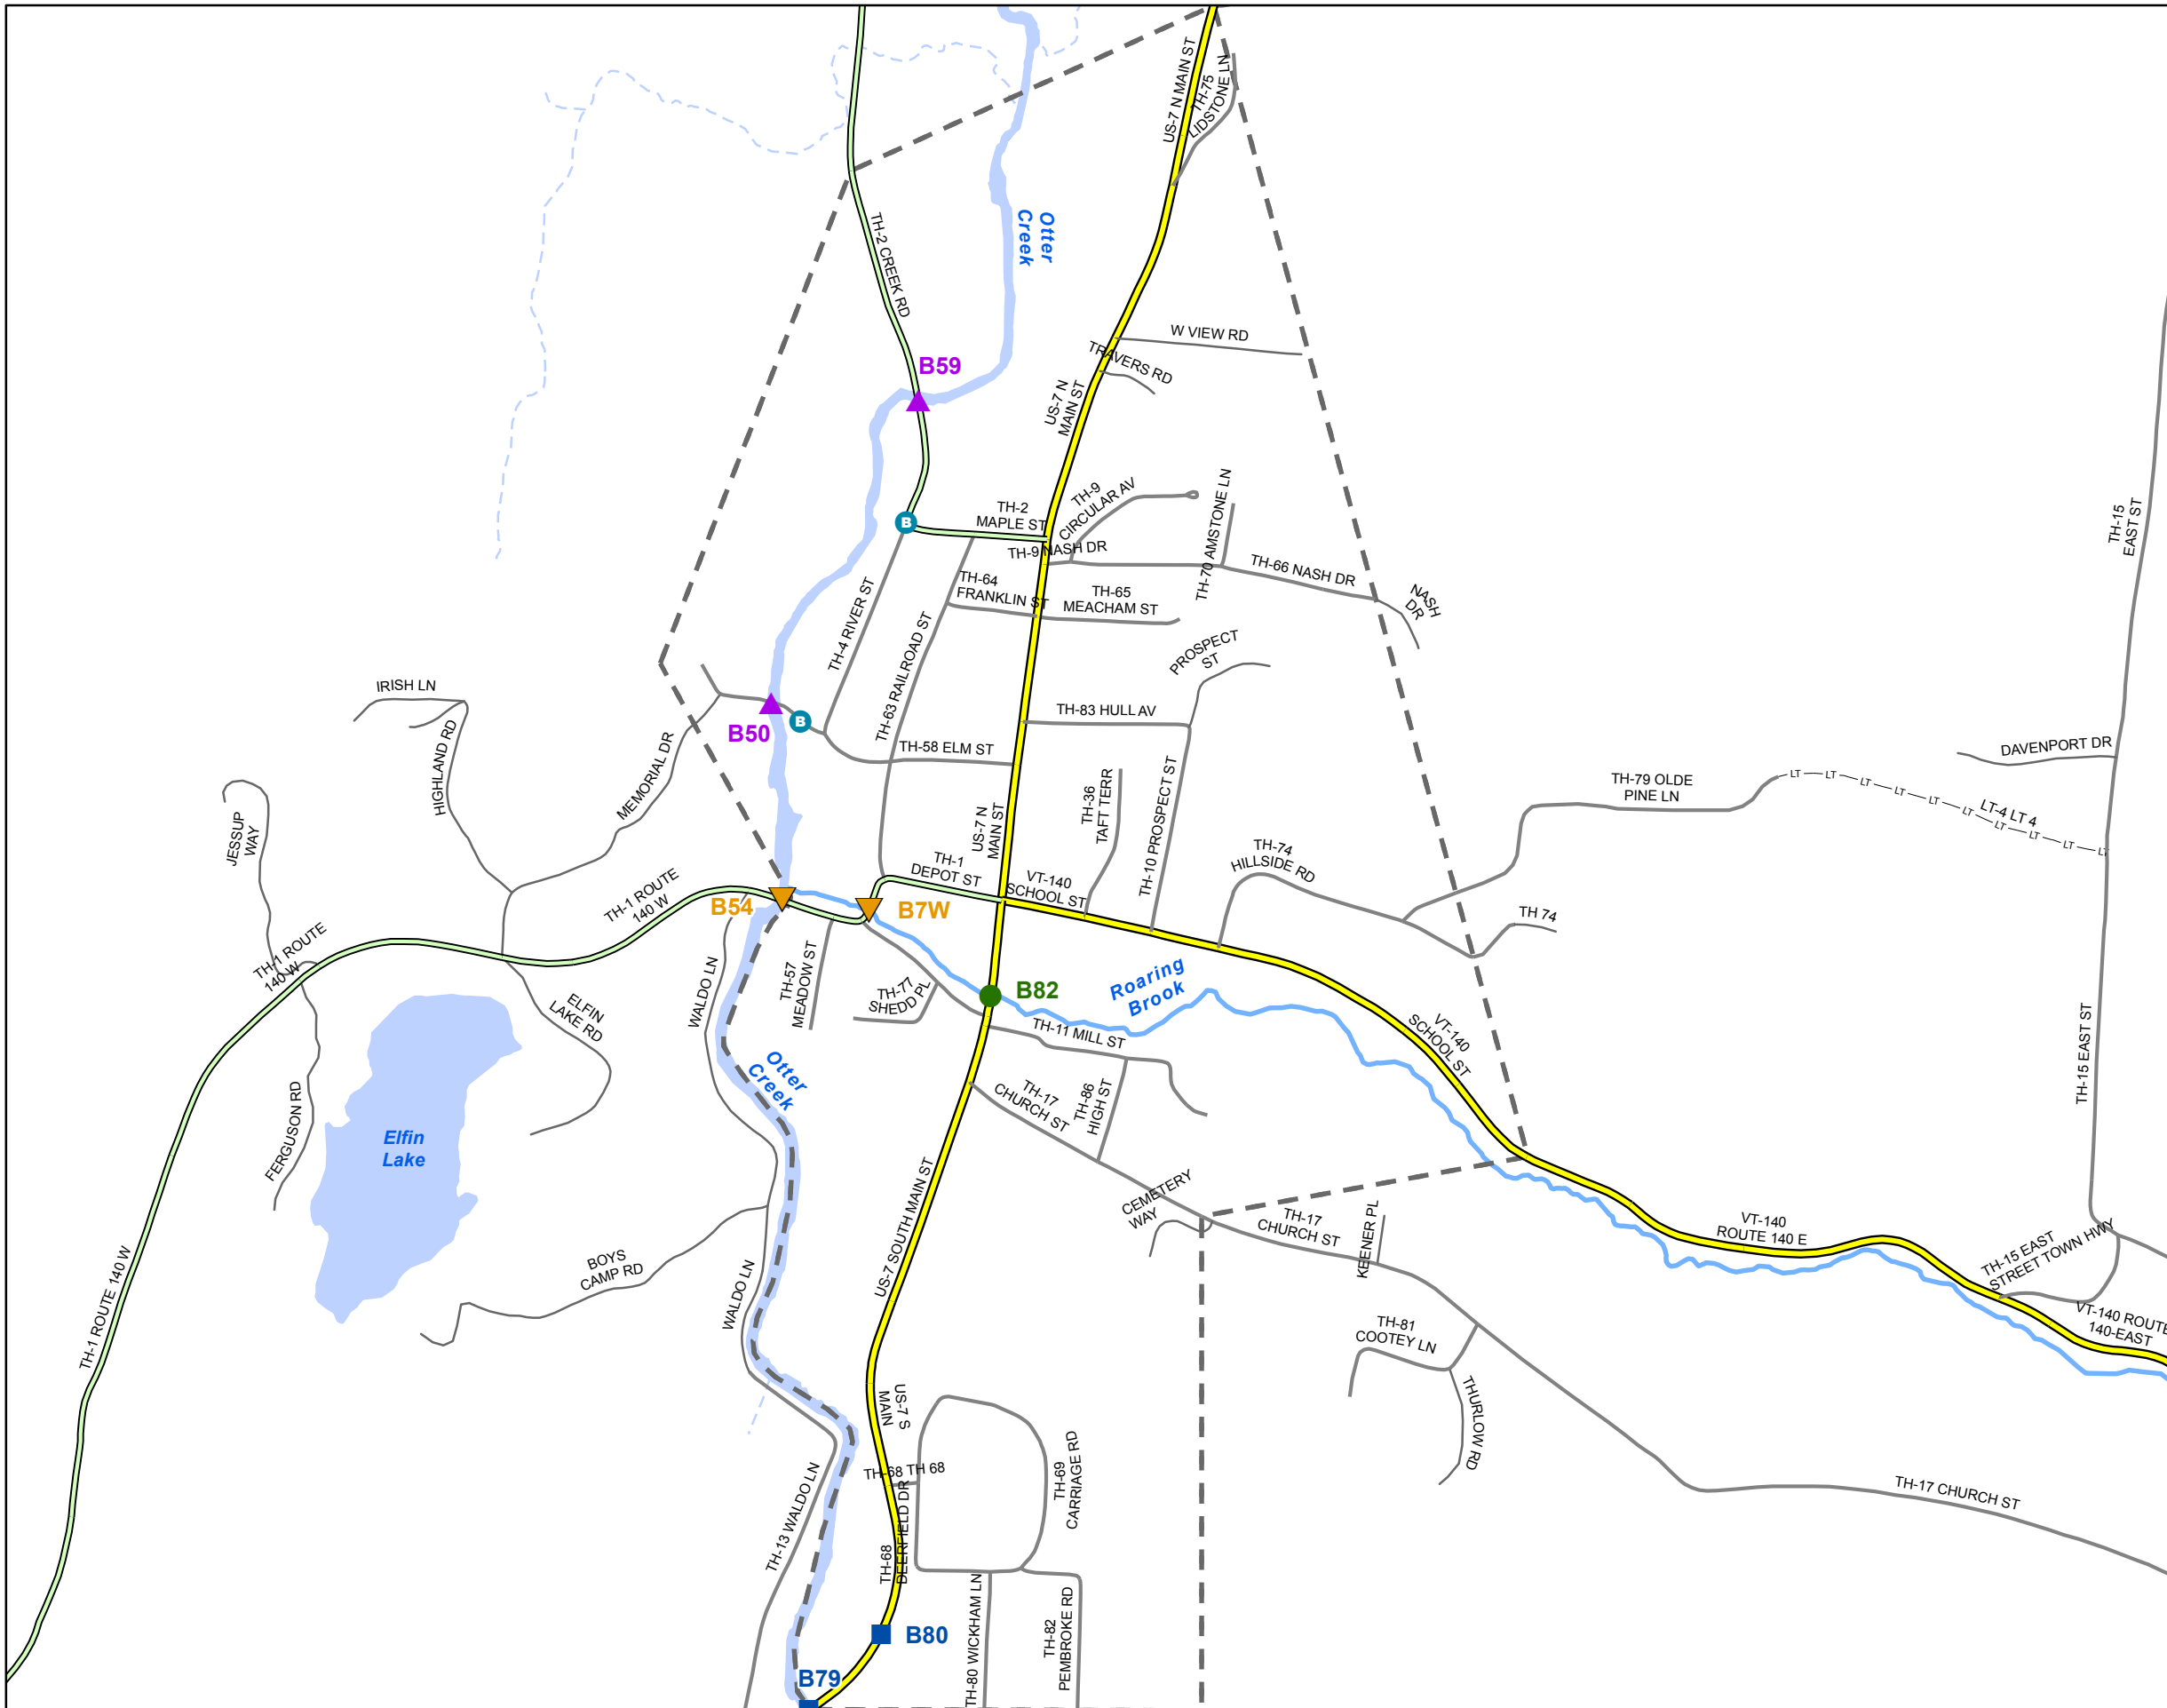 US-7 N MAIN ST
TH-75
LIDSTONE LN
Otter
Creek
TH-2 CREEK RD
W VIEW RD
TRAVERS RD
B59
US-7 N
MAIN ST
TH-2
MAPLE ST
TH-9
CIRCULAR AV
B
TH-9 NASH DR
TH-70 AMSTONE LN
TH-66 NASH DR
NASH
DR
TH-15
EAST ST
TH-64
FRANKLIN ST
TH-65
MEACHAM ST
TH-4 RIVER ST
TH-63 RAILROAD ST
PROSPECT
ST
IRISH LN
HIGHLAND RD
B50
B
TH-83 HULL AV
TH-58 ELM ST
MEMORIAL DR
DAVENPORT DR
TH-79 OLDE
PINE LN
LT LT LT LT LT LT LT LT LT LT
LT-4 LT 4
JESSUP
WAY
US-7 N
MAIN ST
TH-36
TAFT TERR
TH-10 PROSPECT ST
TH-1
DEPOT ST
VT-140
SCHOOL ST
TH-74
HILLSIDE RD
TH 74
TH-1 ROUTE
140 W
B54
B7W
TH-1 ROUTE
140 W
WALDO LN
TH-57
MEADOW ST
TH-77
SHEDD PL
B82
Roaring
Brook
ELFIN
LAKE RD
TH-11 MILL ST
VT-140
SCHOOL ST
TH-15 EAST ST
Otter
Creek
FERGUSON RD
Elfin
Lake
TH-17
CHURCH ST
TH-86
HIGH ST
CEMETERY
WAY
TH-17
CHURCH ST
KEENER PL
VT-140
ROUTE 140 E
TH-15 EAST
STREET TOWN HWY
US-7 SOUTH MAIN ST
BOYS
CAMP RD
WALDO LN
TH-1 ROUTE 140 W
TH-81
COOTEY LN
VT-140 ROUTE
140-EAST
THURLOW RD
US-7 S
MAIN
TH-68 TH 68
TH-69
CARRIAGE RD
TH-17 CHURCH ST
TH-13 WALDO LN
TH-68
DEERFIELD DR
TH-80 WICKHAM LN
TH-82
PEMBROKE RD
B80
B79